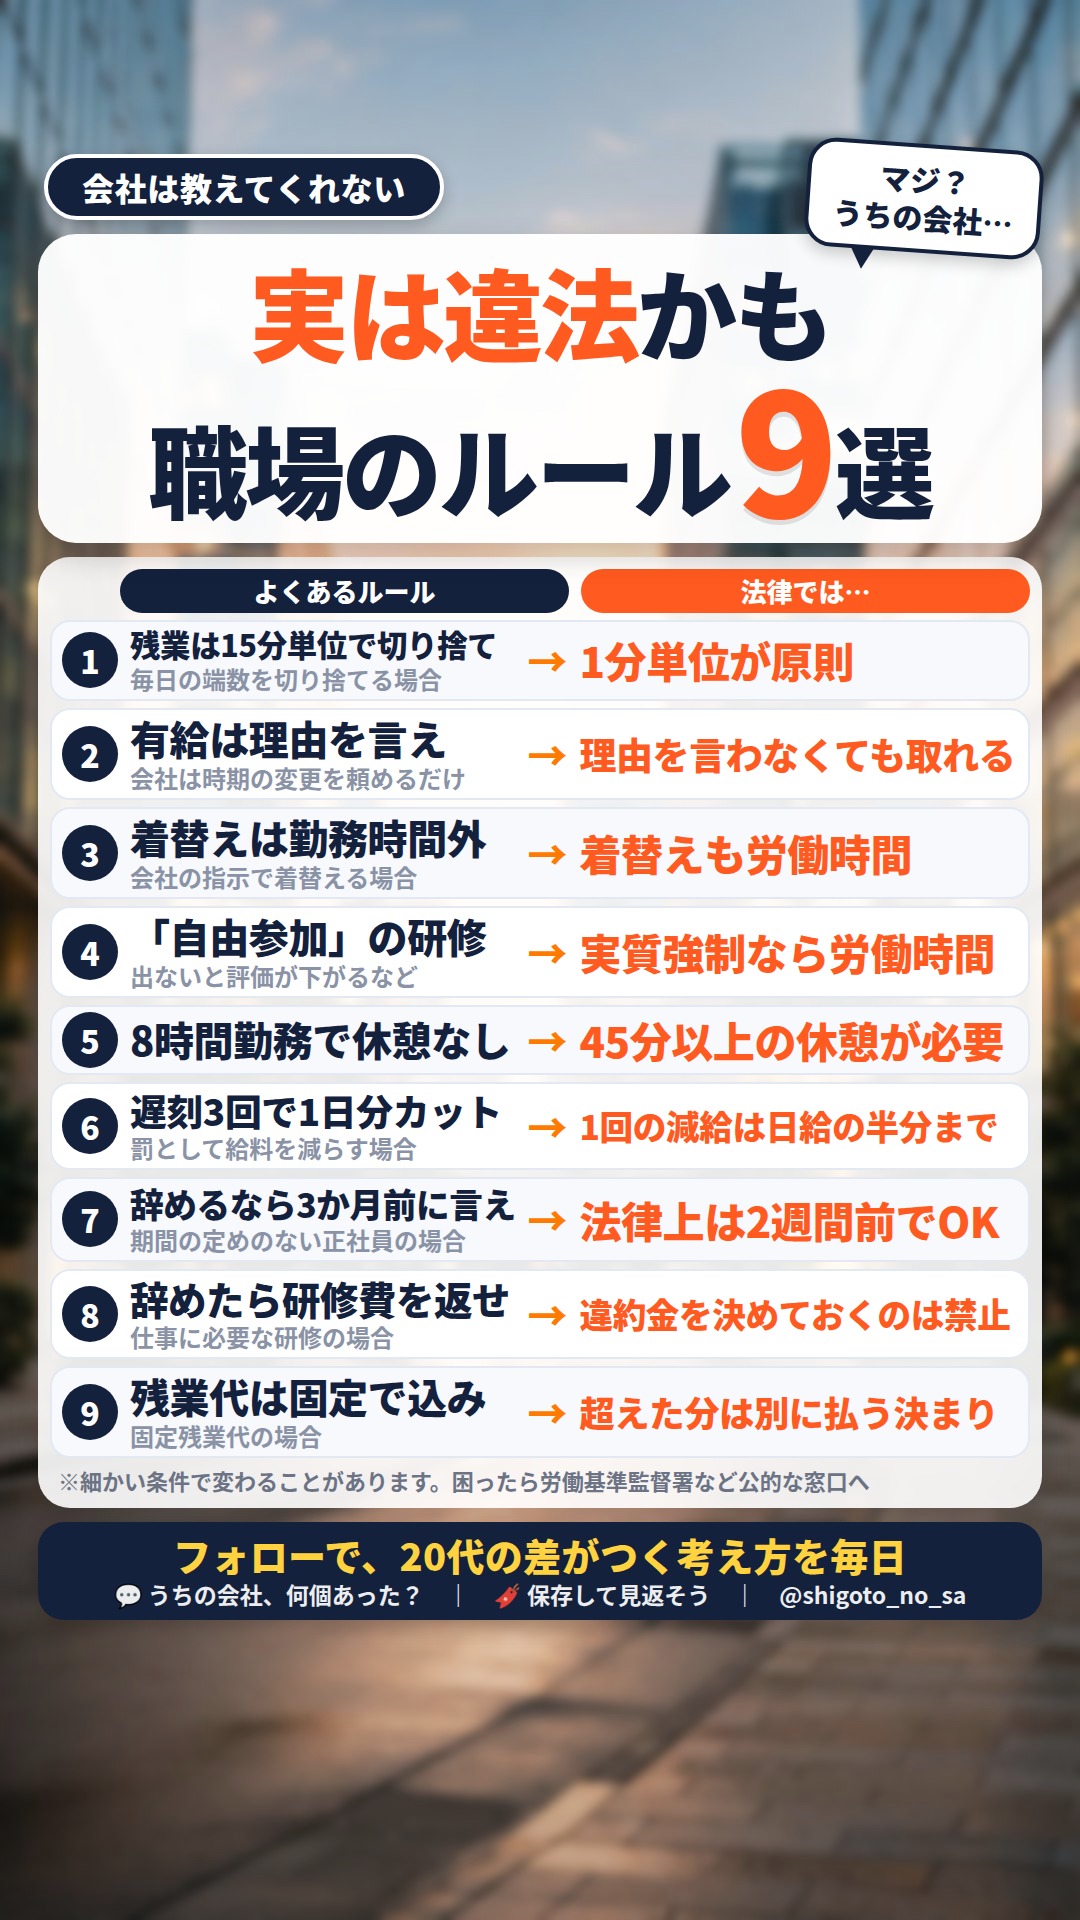 会社は教えてくれない
マジ？
うちの会社…
実は違法かも
職場のルール9選
よくあるルール
法律では…
1
残業は15分単位で切り捨て
毎日の端数を切り捨てる場合
→ 1分単位が原則
2
有給は理由を言え
会社は時期の変更を頼めるだけ
→ 理由を言わなくても取れる
3
着替えは勤務時間外
会社の指示で着替える場合
→ 着替えも労働時間
4
「自由参加」の研修
出ないと評価が下がるなど
→ 実質強制なら労働時間
5
8時間勤務で休憩なし
→ 45分以上の休憩が必要
6
遅刻3回で1日分カット
罰として給料を減らす場合
→ 1回の減給は日給の半分まで
7
辞めるなら3か月前に言え
期間の定めのない正社員の場合
→ 法律上は2週間前でOK
8
辞めたら研修費を返せ
仕事に必要な研修の場合
→ 違約金を決めておくのは禁止
9
残業代は固定で込み
固定残業代の場合
→ 超えた分は別に払う決まり
※細かい条件で変わることがあります。困ったら労働基準監督署など公的な窓口へ
フォローで、20代の差がつく考え方を毎日
💬 うちの会社、何個あった？ ｜ 🔖 保存して見返そう ｜ @shigoto_no_sa